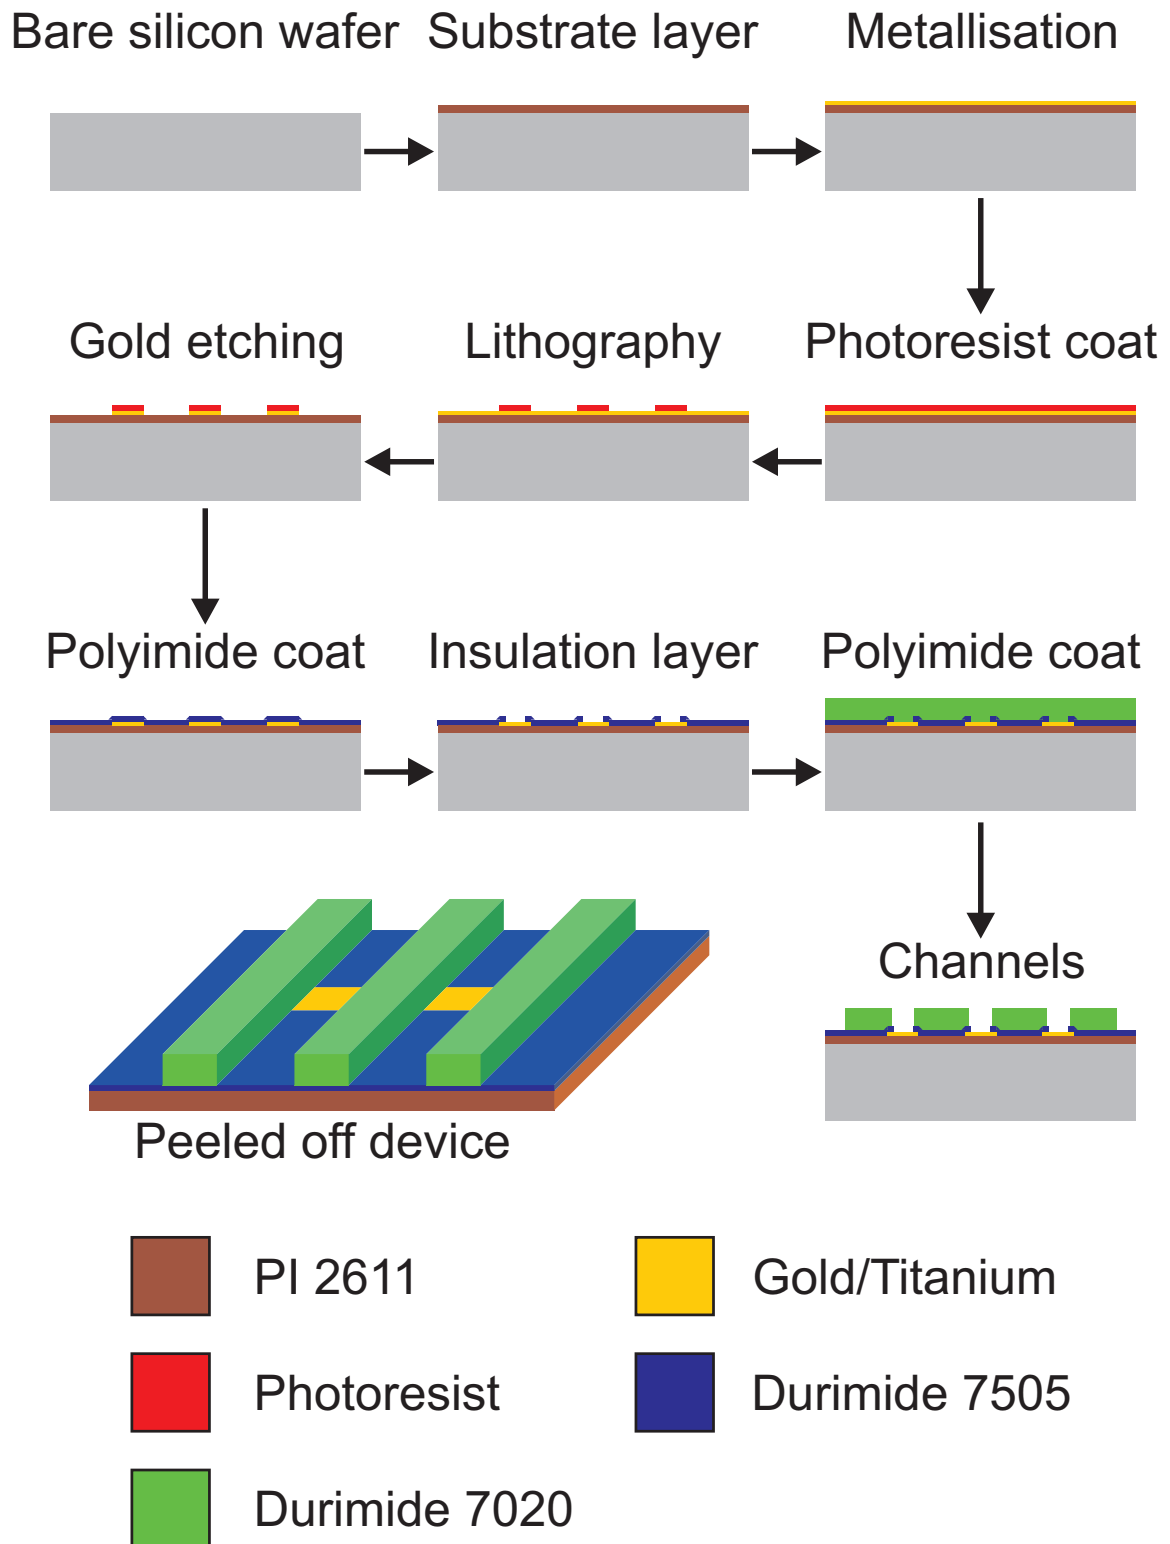 Bare silicon wafer
Substrate layer
Metallisation
Gold etching
Lithography
Photoresist coat
Polyimide coat
Insulation layer
Polyimide coat
Channels
Peeled off device
PI 2611
Gold/Titanium
Photoresist
Durimide 7505
Durimide 7020